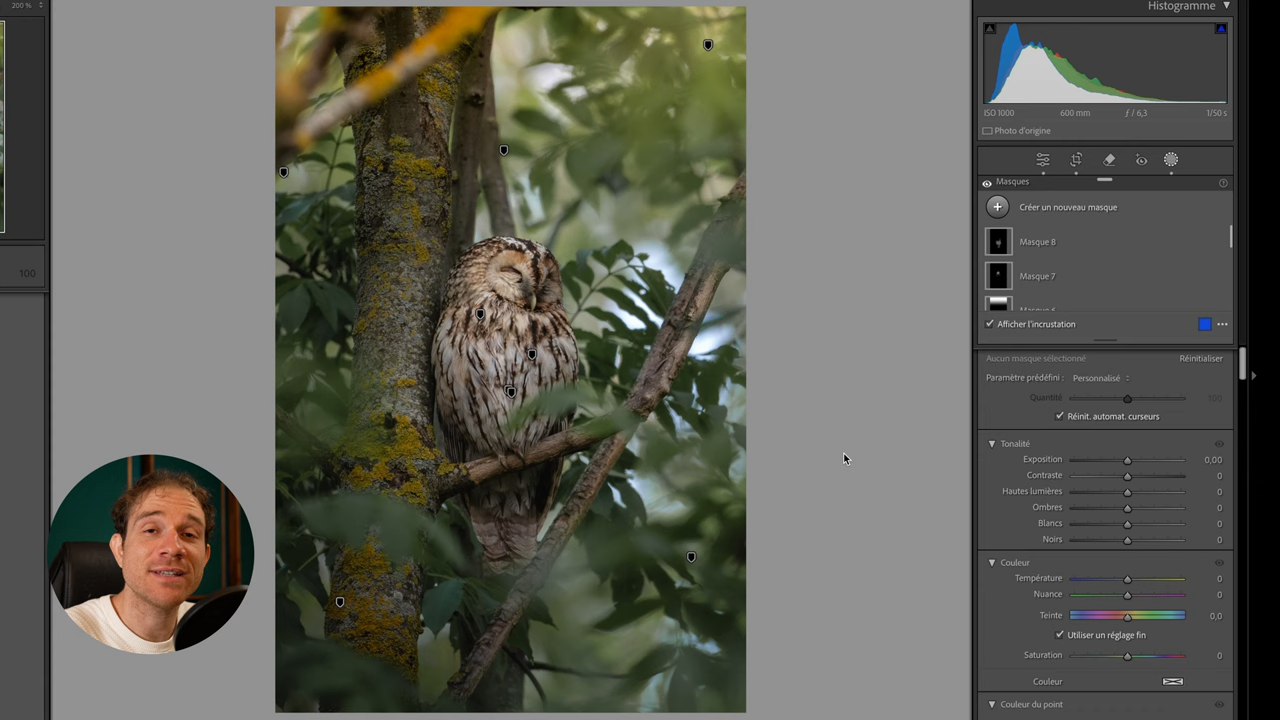 200 %
100
Histogramme
ISO 1000 600 mm ƒ / 6,3 1/50 s
Photo d'origine
Masques
Créer un nouveau masque
Masque 8
Masque 7
Afficher l'incrustation
Aucun masque sélectionné Réinitialiser
Paramètre prédéfini : Personnalisé
Quantité 100
Réinit. automat. curseurs
Tonalité
Exposition 0,00
Contraste 0
Hautes lumières 0
Ombres 0
Blancs 0
Noirs 0
Couleur
Température 0
Nuance 0
Teinte 0,0
Utiliser un réglage fin
Saturation 0
Couleur
Couleur du point